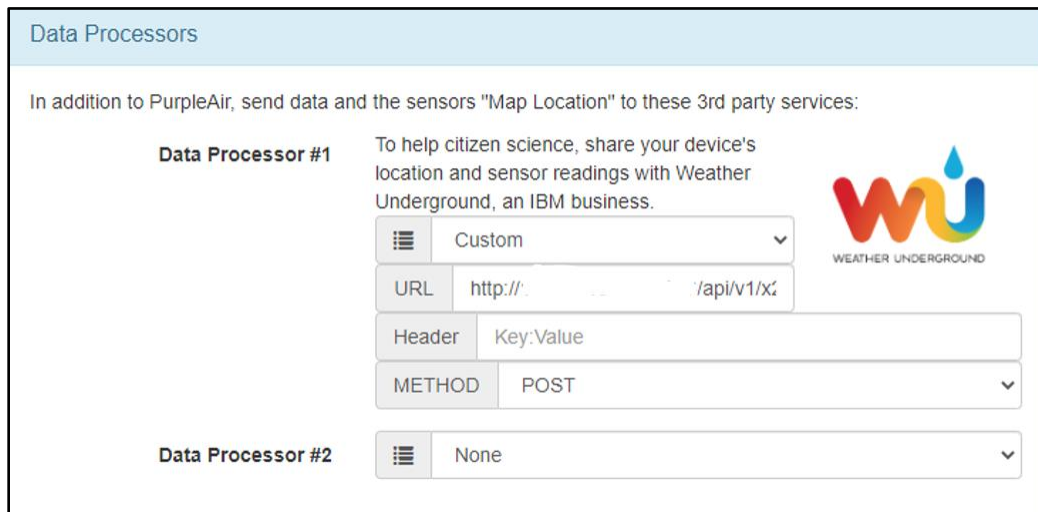 Data Processors
In addition to PurpleAir, send data and the sensors "Map Location" to these 3rd party services:
Data Processor #1
To help citizen science, share your device's
location and sensor readings with Weather
Underground, an IBM business.
WU
WEATHER UNDERGROUND
Custom
URL http:// /api/v1/x
Header Key:Value
METHOD POST
Data Processor #2 None